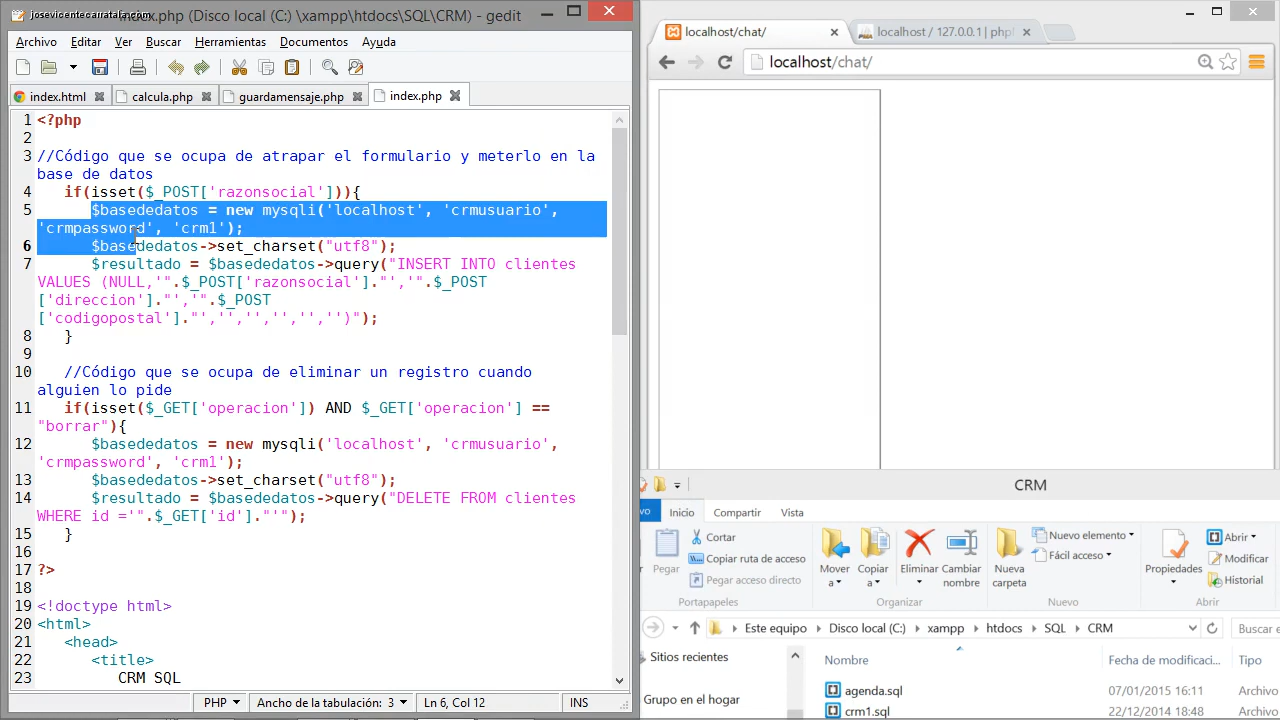 josevicentecarratala.com
.php (Disco local (C:) \xampp\htdocs\SQL\CRM) - gedit
Archivo Editar Ver Buscar Herramientas Documentos Ayuda
index.html calcula.php guardamensaje.php index.php
1 <?php
2
3 //Código que se ocupa de atrapar el formulario y meterlo en la
base de datos
4 if(isset($_POST['razonsocial'])){
5 $basededatos = new mysqli('localhost', 'crmusuario',
'crmpassword', 'crm1');
6 $basededatos->set_charset("utf8");
7 $resultado = $basededatos->query("INSERT INTO clientes
VALUES (NULL,'".$_POST['razonsocial']."','".$_POST
['direccion']."','".$_POST
['codigopostal']."','','','','','')");
8 }
9
10 //Código que se ocupa de eliminar un registro cuando
alguien lo pide
11 if(isset($_GET['operacion']) AND $_GET['operacion'] ==
"borrar"){
12 $basededatos = new mysqli('localhost', 'crmusuario',
'crmpassword', 'crm1');
13 $basededatos->set_charset("utf8");
14 $resultado = $basededatos->query("DELETE FROM clientes
WHERE id ='".$_GET['id']."'");
15 }
16
17 ?>
18
19 <!doctype html>
20 <html>
21 <head>
22 <title>
23 CRM SQL
PHP Ancho de la tabulación: 3 Ln 6, Col 12 INS
localhost/chat/ localhost / 127.0.0.1 | php
localhost/chat/
CRM
Inicio Compartir Vista
Pegar
Cortar
Copiar ruta de acceso
Pegar acceso directo
Portapapeles
Mover a
Copiar a
Eliminar
Cambiar nombre
Organizar
Nueva carpeta
Nuevo elemento
Fácil acceso
Nuevo
Propiedades
Abrir
Modificar
Historial
Abrir
Este equipo Disco local (C:) xampp htdocs SQL CRM
Buscar e
Sitios recientes
Grupo en el hogar
Nombre Fecha de modificaci... Tipo
agenda.sql 07/01/2015 16:11
crm1.sql 22/12/2014 18:48